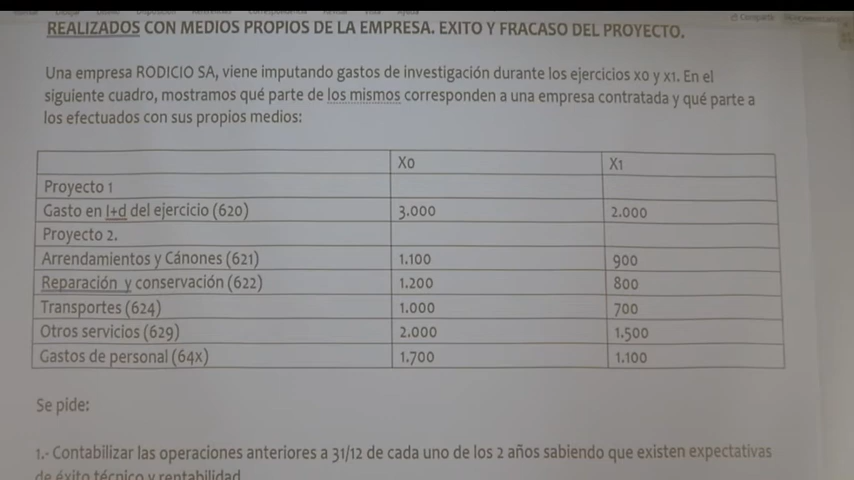 REALIZADOS CON MEDIOS PROPIOS DE LA EMPRESA. EXITO Y FRACASO DEL PROYECTO.
Una empresa RODICIO SA, viene imputando gastos de investigación durante los ejercicios x0 y x1. En el
siguiente cuadro, mostramos qué parte de los mismos corresponden a una empresa contratada y qué parte a
los efectuados con sus propios medios:
X0 X1
Proyecto 1
Gasto en I+d del ejercicio (620) 3.000 2.000
Proyecto 2.
Arrendamientos y Cánones (621) 1.100 900
Reparación y conservación (622) 1.200 800
Transportes (624) 1.000 700
Otros servicios (629) 2.000 1.500
Gastos de personal (64x) 1.700 1.100
Se pide:
1.- Contabilizar las operaciones anteriores a 31/12 de cada uno de los 2 años sabiendo que existen expectativas
de éxito técnico y rentabilidad